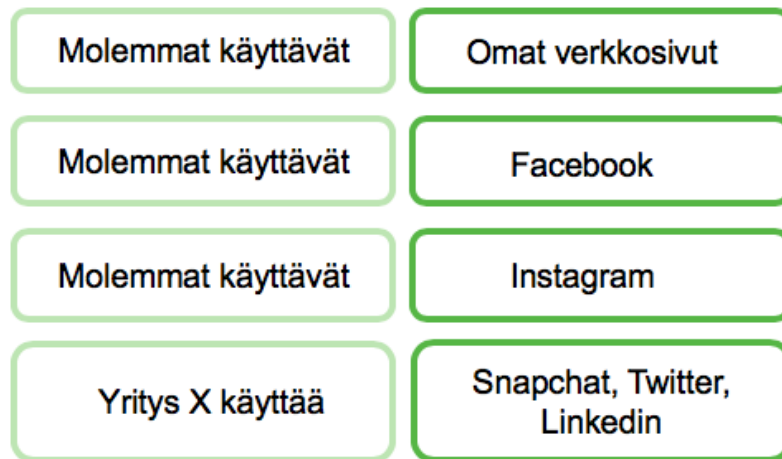 Molemmat käyttävät
Omat verkkosivut
Molemmat käyttävät
Facebook
Molemmat käyttävät
Instagram
Yritys X käyttää
Snapchat, Twitter,
Linkedin